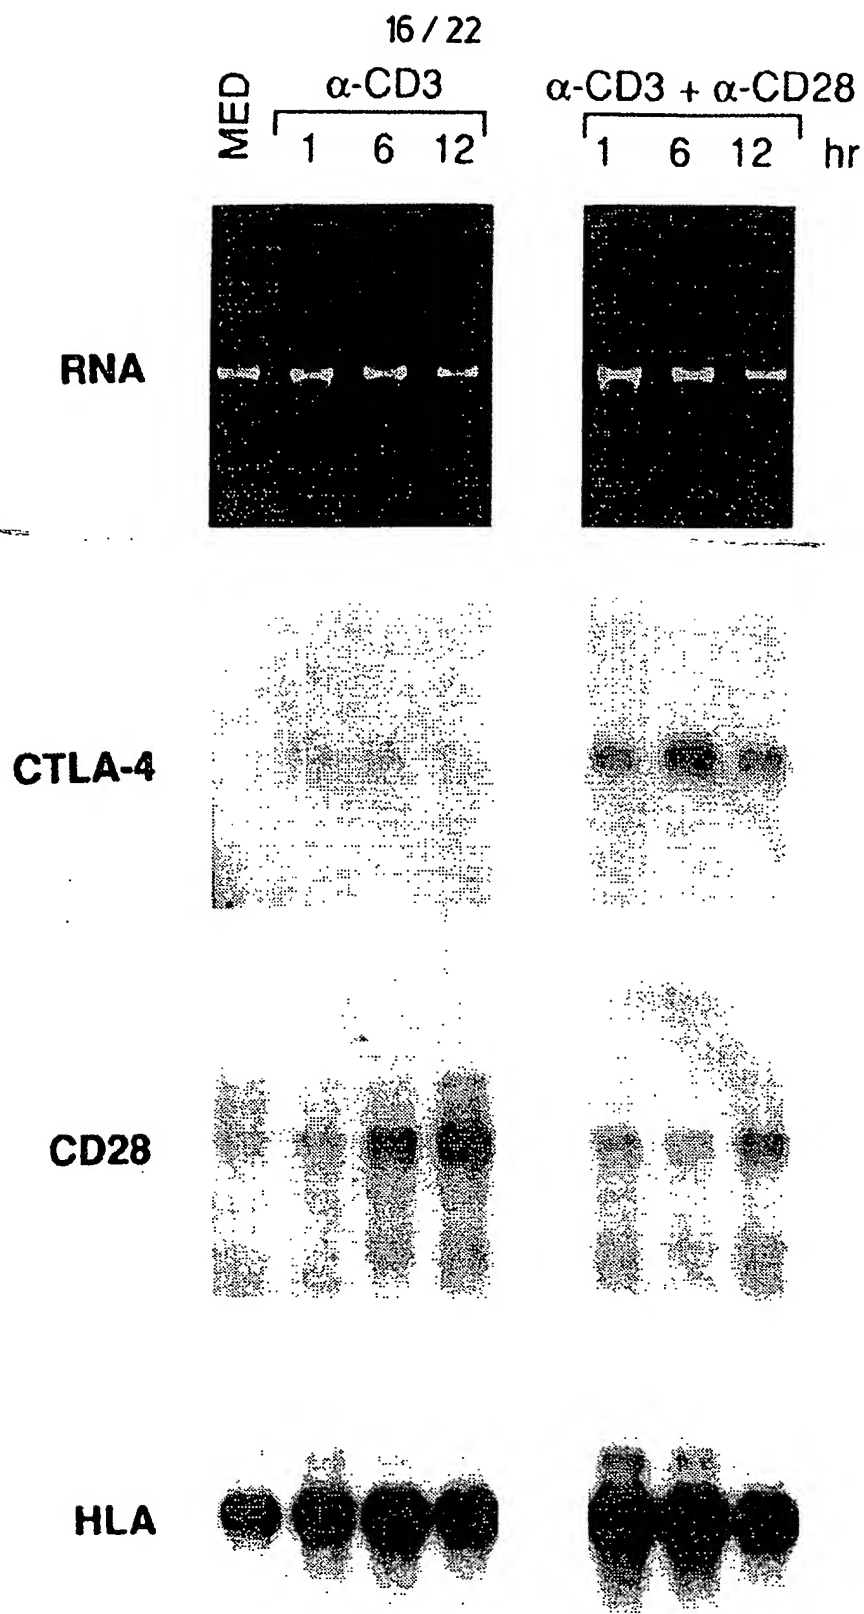 16/22
MED α-CD3 α-CD3 + α-CD28
1 6 12 1 6 12 hr
RNA
CTLA-4
CD28
HLA